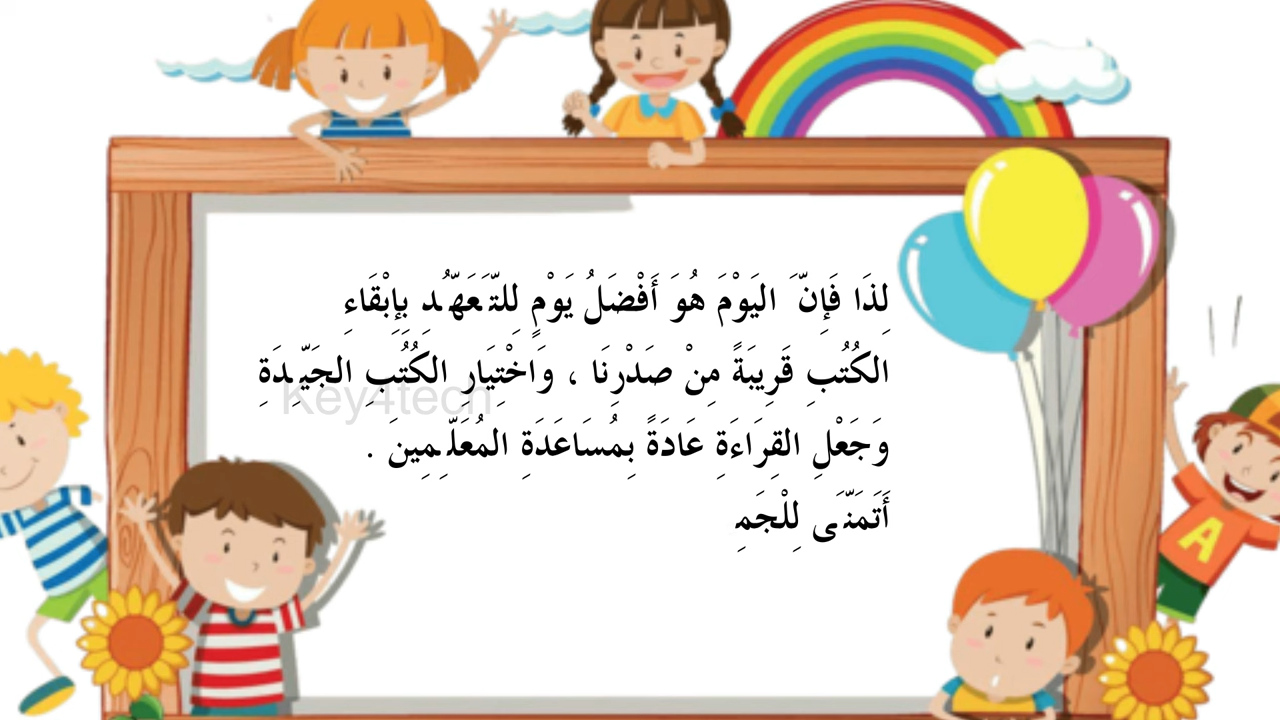 لِذَا فَإِنَّ اليَوْمَ هُوَ أَفْضَلُ يَوْمٍ لِلتَّعَهُّدِ بِإِبْقَاءِ
الكُتُبِ قَرِيبَةً مِنْ صَدْرِنَا ، وَاخْتِيَارِ الكُتُبِ الجَيِّدَةِ
Key4tech
وَجَعْلِ القِرَاءَةِ عَادَةً بِمُسَاعَدَةِ المُعَلِّمِينَ .
أَتَمَنَّى لِلْجَمِ
A